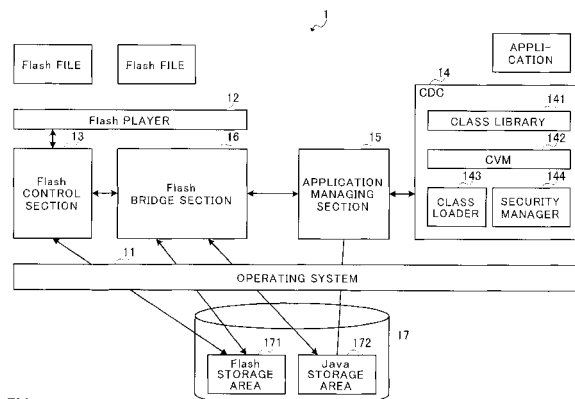 1
Flash FILE
Flash FILE
APPLI-
CATION
12
Flash PLAYER
14
CDC
141
CLASS LIBRARY
142
CVM
143
CLASS
LOADER
144
SECURITY
MANAGER
13
Flash
CONTROL
SECTION
16
Flash
BRIDGE SECTION
15
APPLICATION
MANAGING
SECTION
11
OPERATING SYSTEM
17
171
Flash
STORAGE
AREA
172
Java
STORAGE
AREA